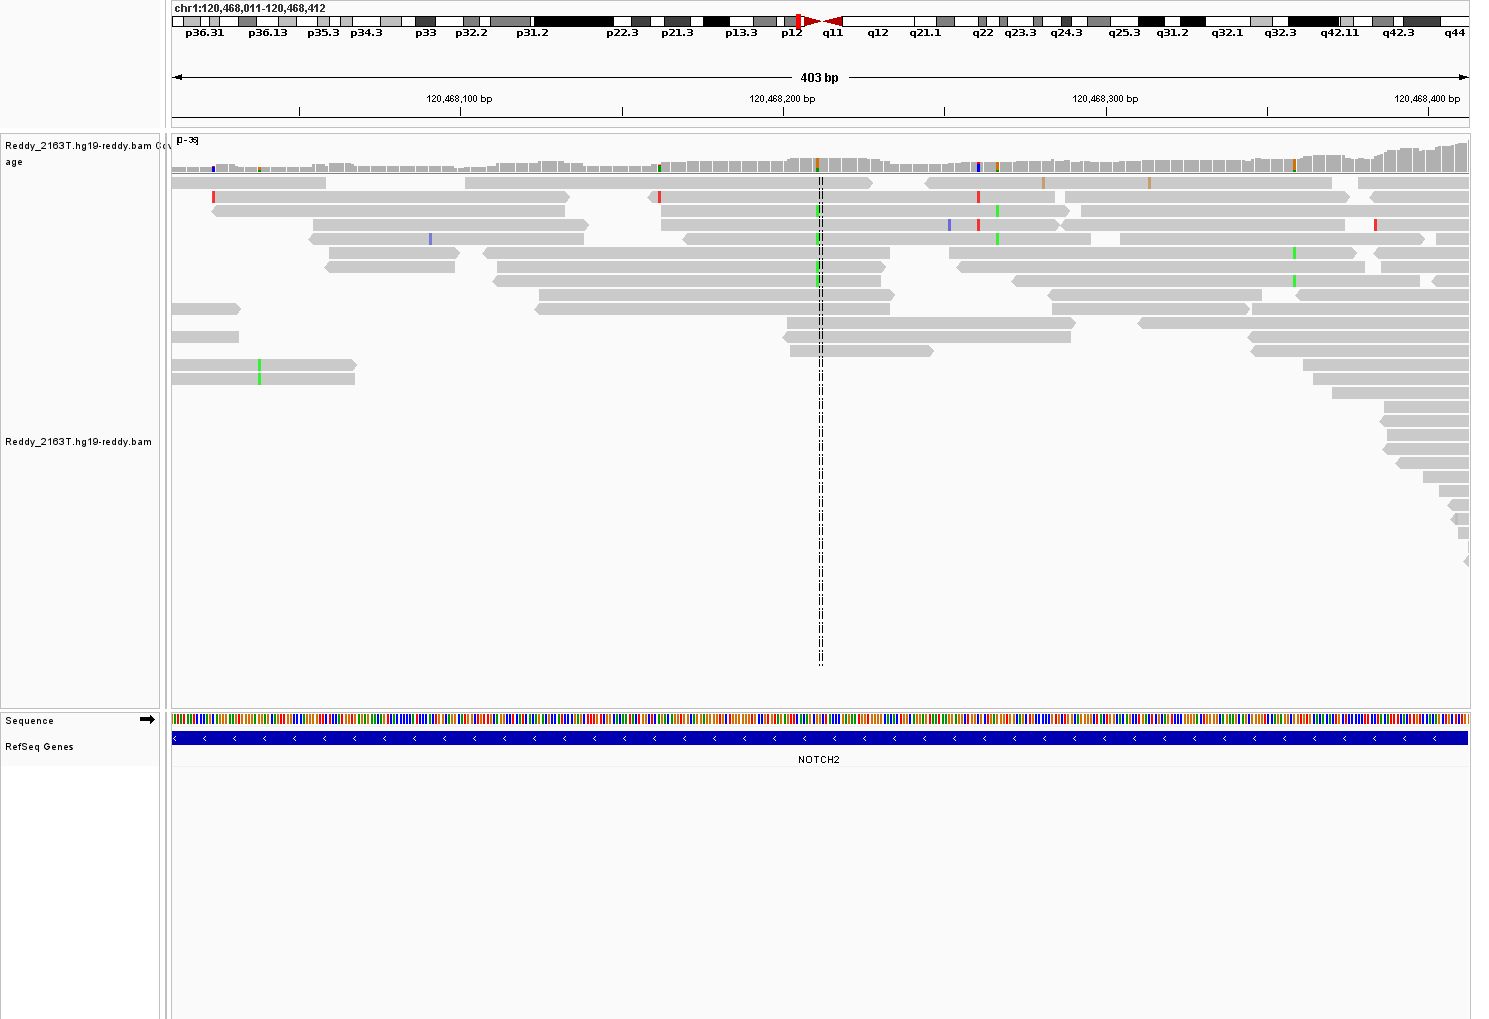 chr1:120,468,011-120,468,412
p36.31 p36.13 p35.3 p34.3 p33 p32.2 p31.2 p22.3 p21.3 p13.3 p12 q11 q12 q21.1 q22 q23.3 q24.3 q25.3 q31.2 q32.1 q32.3 q42.11 q42.3 q44
403 bp
120,468,100 bp 120,468,200 bp 120,468,300 bp 120,468,400 bp
Reddy_2163T.hg19-reddy.bam Cov
age
[0-36]
Reddy_2163T.hg19-reddy.bam
Sequence
RefSeq Genes
NOTCH2